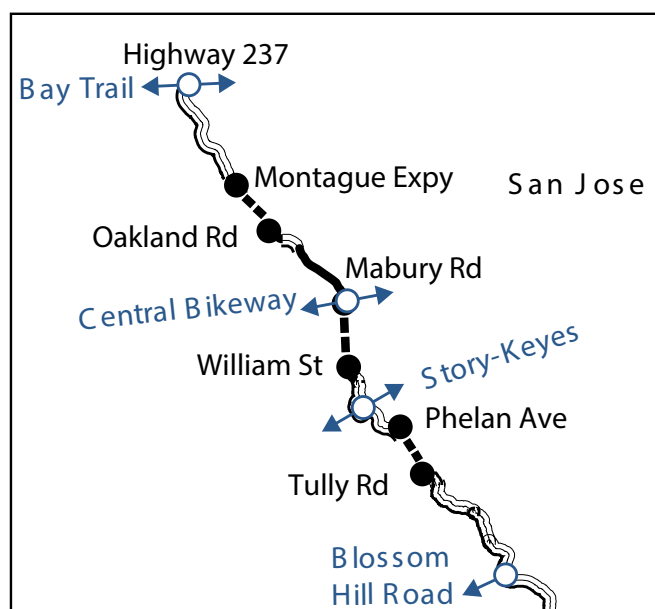 Highway 237
Bay Trail
Montague Expy
San Jose
Oakland Rd
Mabury Rd
Central Bikeway
William St
Story-Keyes
Phelan Ave
Tully Rd
Blossom
Hill Road